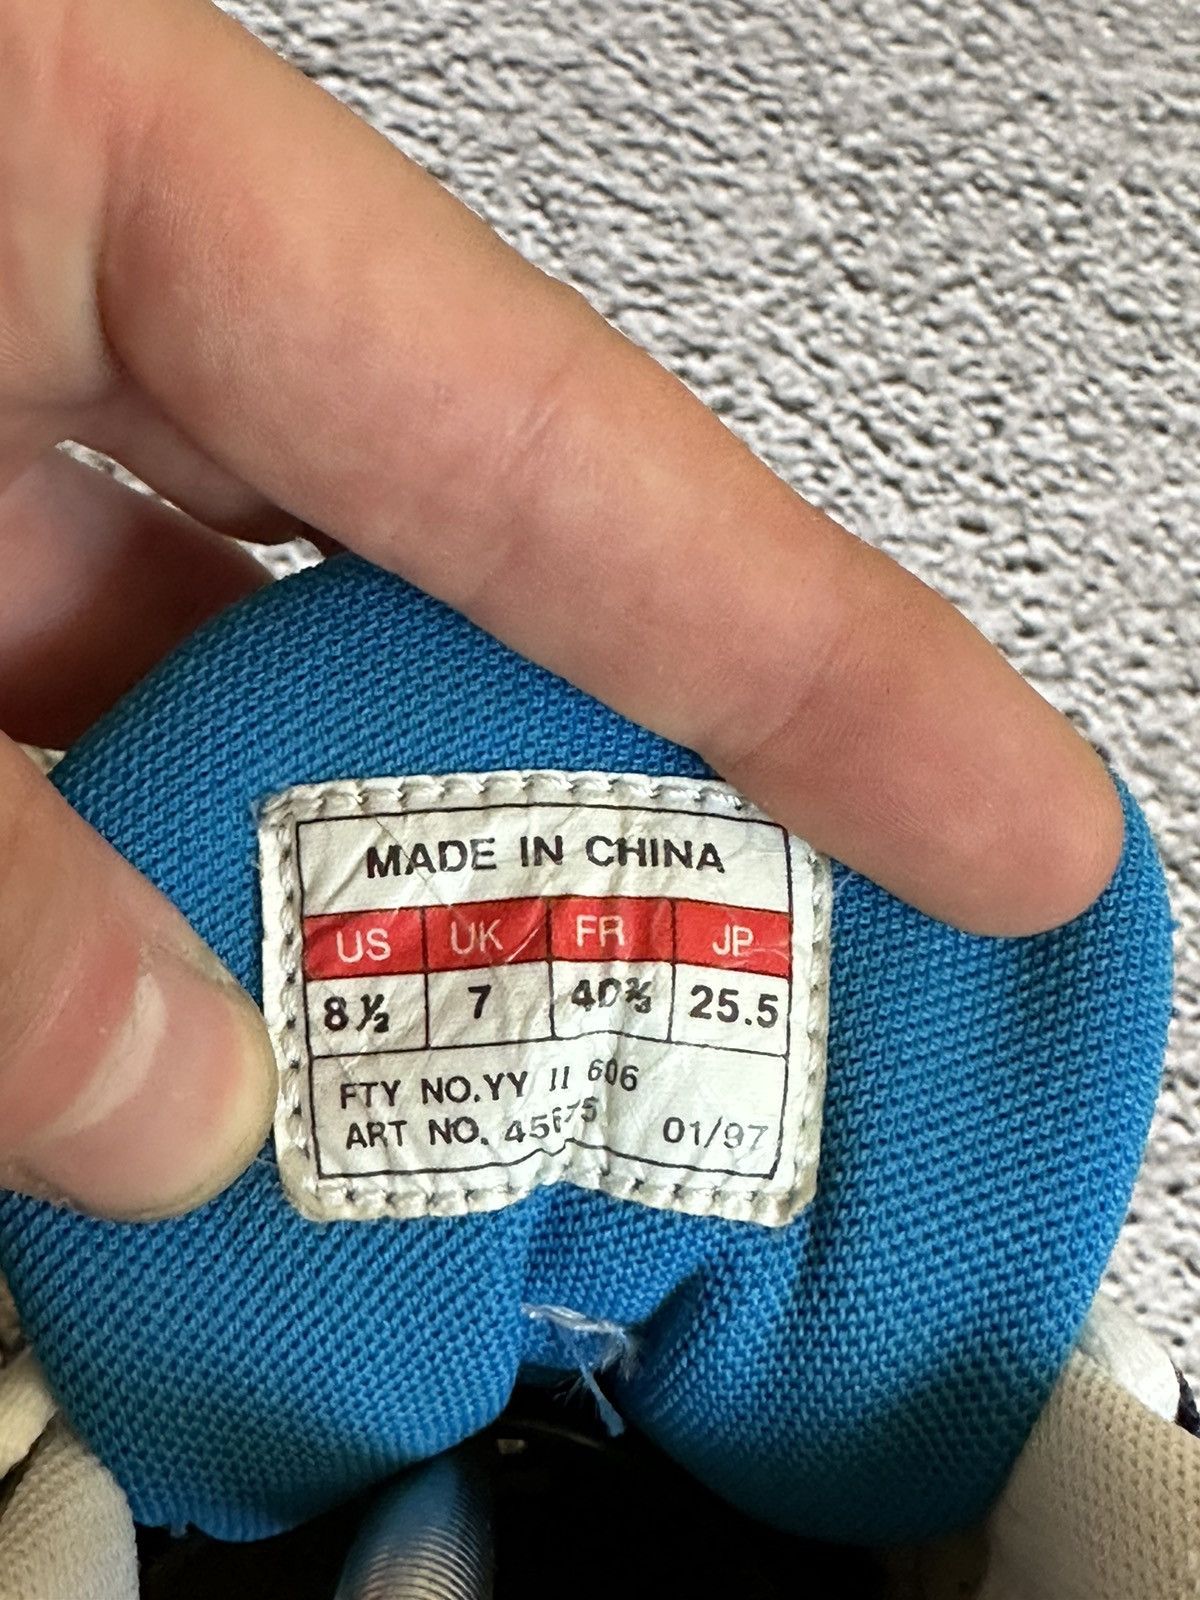 MADE IN CHINA
US UK FR JP
8½ 7 40⅔ 25.5
FTY NO.YY II 606
ART NO. 01/97